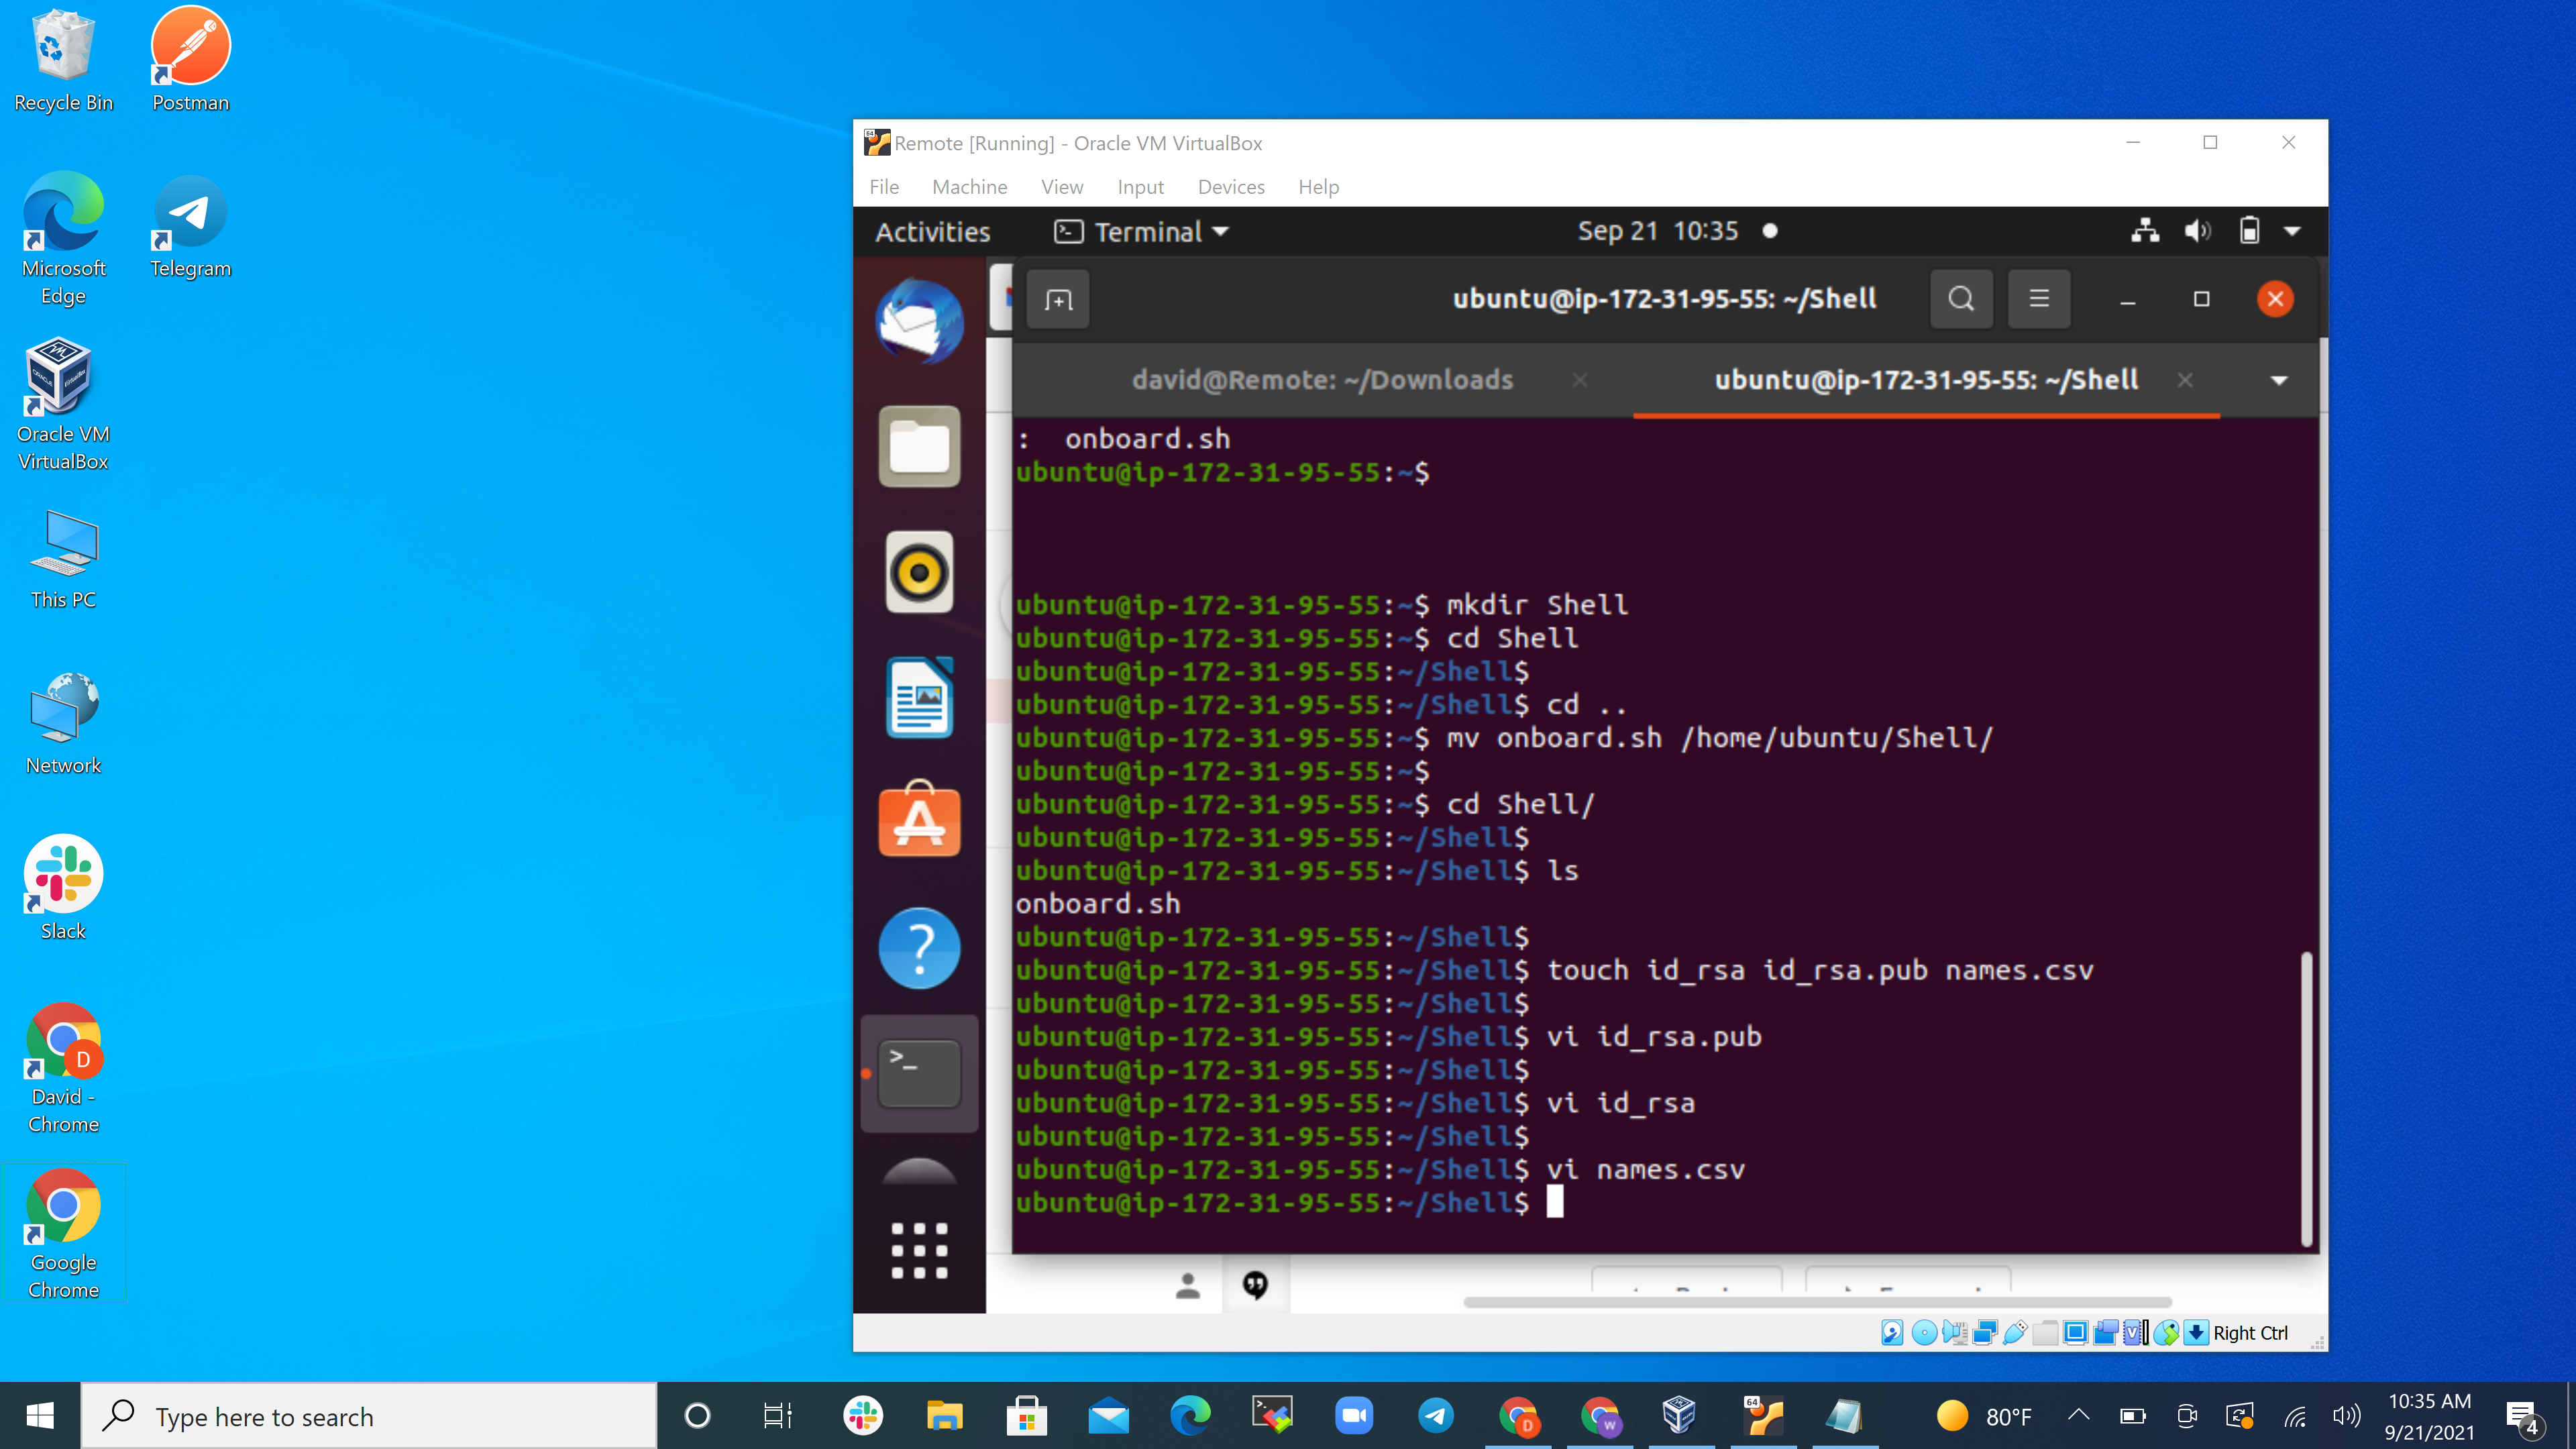 Recycle Bin
Postman
Microsoft
Edge
Telegram
Oracle VM
VirtualBox
This PC
Network
Slack
D
David -
Chrome
Google
Chrome
64
Remote [Running] - Oracle VM VirtualBox
File Machine View Input Devices Help
Activities Terminal Sep 21 10:35
ubuntu@ip-172-31-95-55: ~/Shell
david@Remote: ~/Downloads ubuntu@ip-172-31-95-55: ~/Shell
: onboard.sh
ubuntu@ip-172-31-95-55:~$
ubuntu@ip-172-31-95-55:~$ mkdir Shell
ubuntu@ip-172-31-95-55:~$ cd Shell
ubuntu@ip-172-31-95-55:~/Shell$
ubuntu@ip-172-31-95-55:~/Shell$ cd ..
ubuntu@ip-172-31-95-55:~$ mv onboard.sh /home/ubuntu/Shell/
ubuntu@ip-172-31-95-55:~$
ubuntu@ip-172-31-95-55:~$ cd Shell/
ubuntu@ip-172-31-95-55:~/Shell$
ubuntu@ip-172-31-95-55:~/Shell$ ls
onboard.sh
ubuntu@ip-172-31-95-55:~/Shell$
ubuntu@ip-172-31-95-55:~/Shell$ touch id_rsa id_rsa.pub names.csv
ubuntu@ip-172-31-95-55:~/Shell$
ubuntu@ip-172-31-95-55:~/Shell$ vi id_rsa.pub
ubuntu@ip-172-31-95-55:~/Shell$
ubuntu@ip-172-31-95-55:~/Shell$ vi id_rsa
ubuntu@ip-172-31-95-55:~/Shell$
ubuntu@ip-172-31-95-55:~/Shell$ vi names.csv
ubuntu@ip-172-31-95-55:~/Shell$
Right Ctrl
Type here to search
D
W
64
80°F
10:35 AM
9/21/2021
4